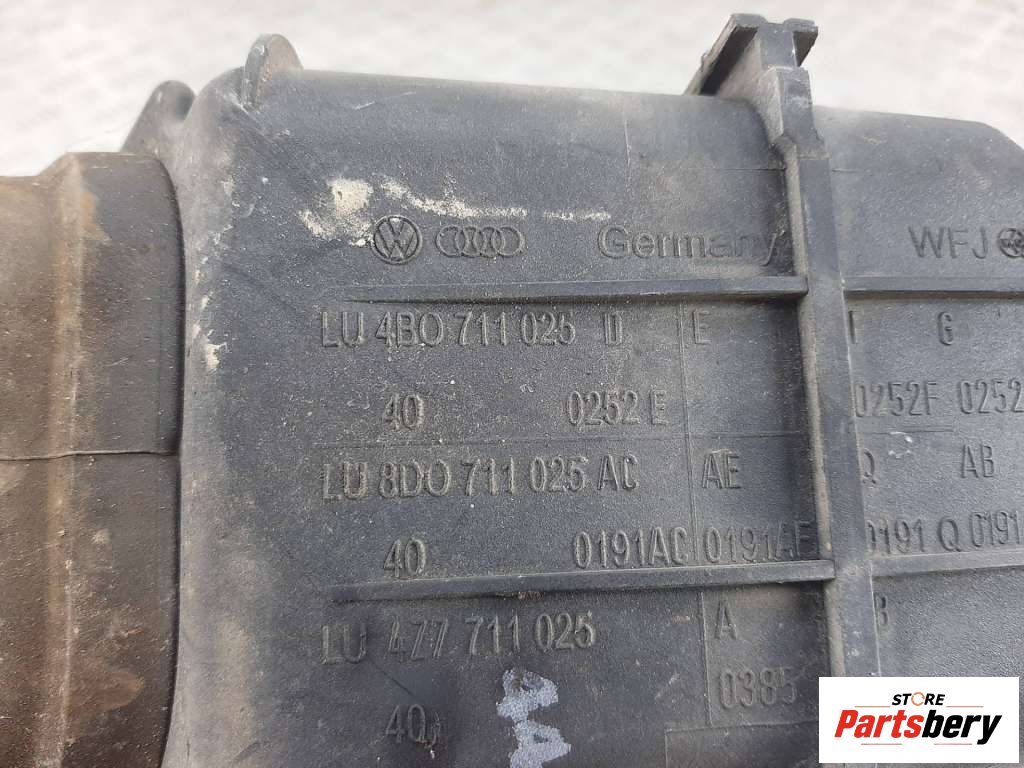 Germany WFJ
LU 4B0 711 025 D E F G
40 0252 E 0252F 0252
LU 8D0 711 025 AC AE Q AB
40 0191AC 0191AE 0191 Q 0191
LU 4Z7 711 025 A B
40 0385
STORE
Partsbery